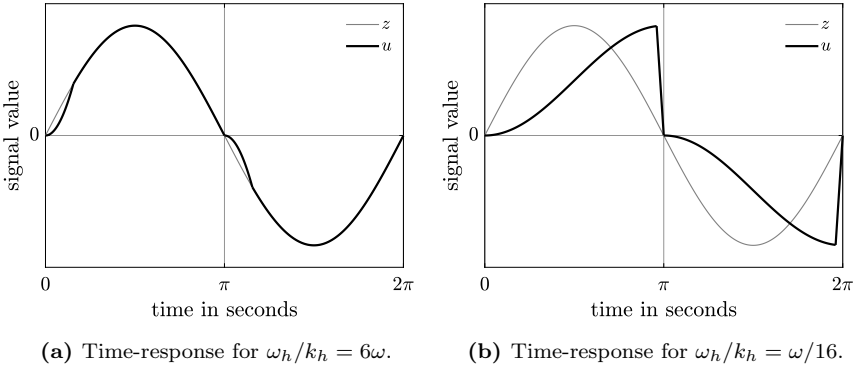 z
u
signal value
0
0
π
2π
time in seconds
(a) Time-response for ω_h/k_h = 6ω.
z
u
signal value
0
0
π
2π
time in seconds
(b) Time-response for ω_h/k_h = ω/16.